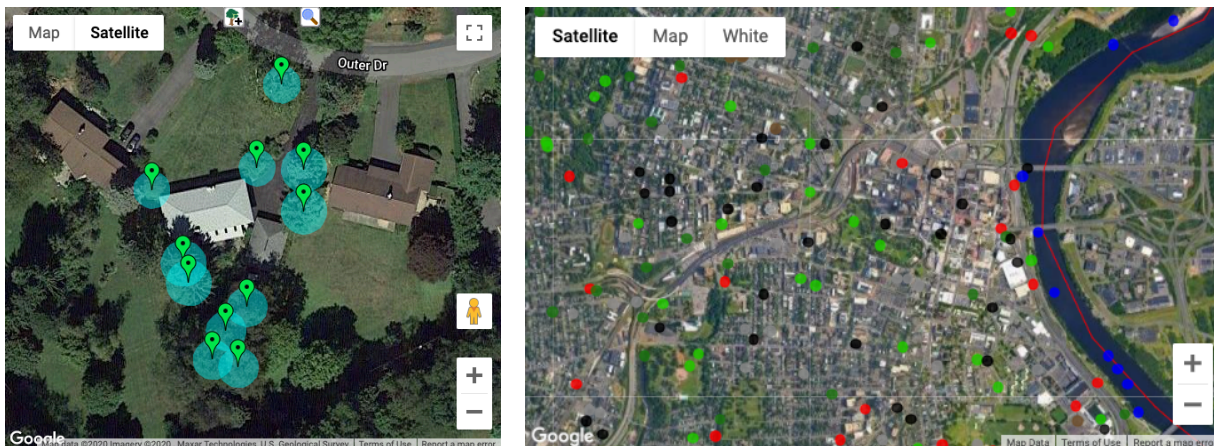 Map Satellite
Outer Dr
Google
Map data ©2020 Imagery ©2020 , Maxar Technologies, U.S. Geological Survey Terms of Use Report a map error
Satellite Map White
Google
Map Data Terms of Use Report a map error